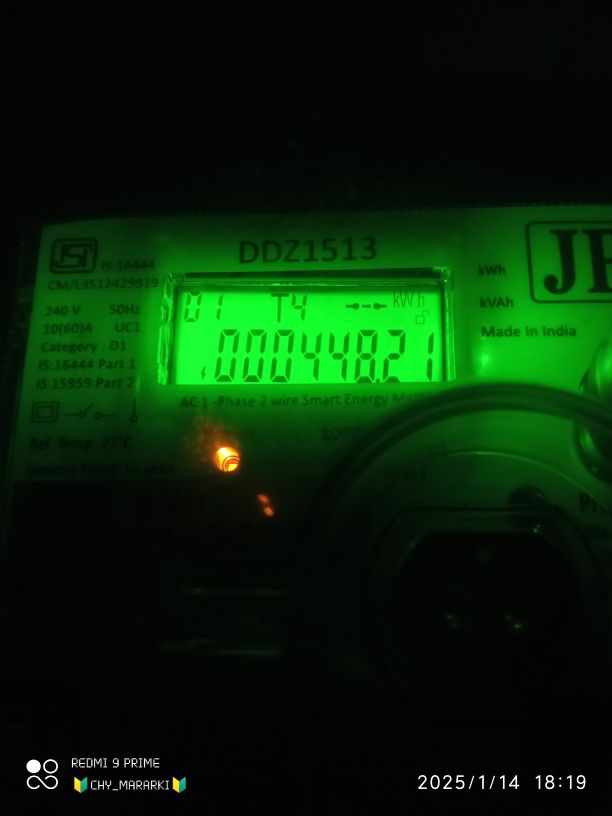 DDZ1513
IS:16444
CM/L9512429919
240 V 50Hz
10(60)A UC1
Category : D1
IS:16444 Part 1
IS 15959 Part 2
01 T4 kWh
00044821
kWh
kVAh
Made In India
AC 1 -Phase 2 wire Smart Energy
Ref. Temp: 27°C
REDMI 9 PRIME
CHY_MARARKI
2025/1/14 18:19